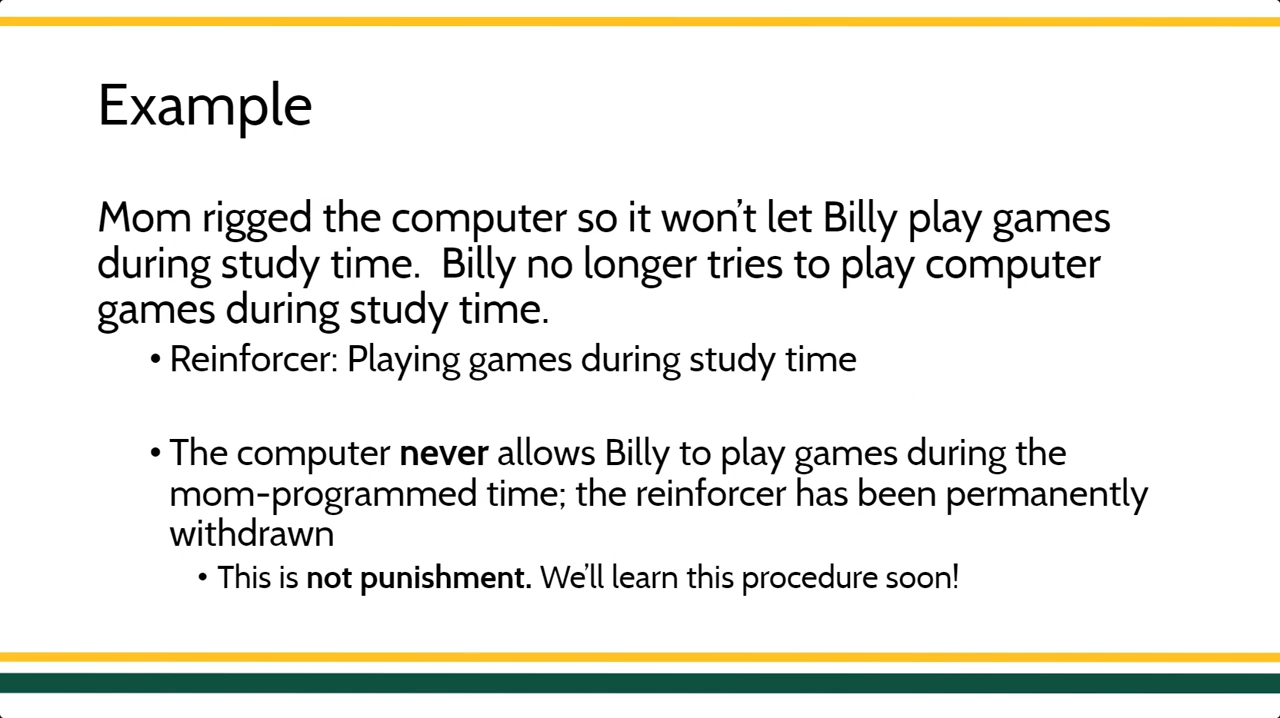 Example
Mom rigged the computer so it won’t let Billy play games
during study time.  Billy no longer tries to play computer
games during study time.
• Reinforcer: Playing games during study time
• The computer never allows Billy to play games during the
mom-programmed time; the reinforcer has been permanently
withdrawn
• This is not punishment. We’ll learn this procedure soon!